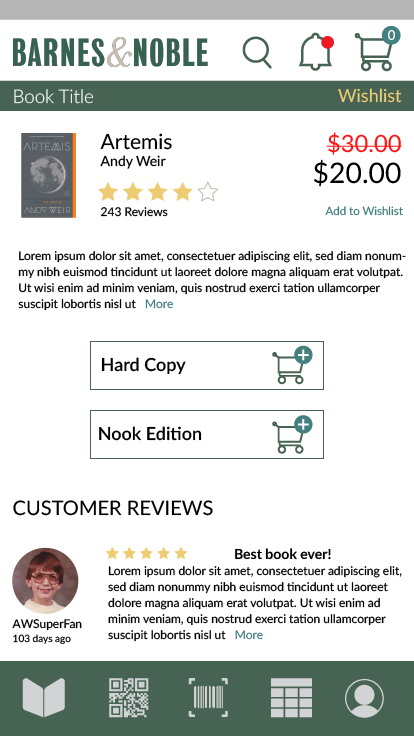 BARNES&NOBLE
0
Book Title
Wishlist
ARTEMIS
ANDY WEIR
Artemis
Andy Weir
243 Reviews
$30.00
$20.00
Add to Wishlist
Lorem ipsum dolor sit amet, consectetuer adipiscing elit, sed diam nonum-
my nibh euismod tincidunt ut laoreet dolore magna aliquam erat volutpat.
Ut wisi enim ad minim veniam, quis nostrud exerci tation ullamcorper
suscipit lobortis nisl ut More
Hard Copy
Nook Edition
CUSTOMER REVIEWS
AWSuperFan
103 days ago
Best book ever!
Lorem ipsum dolor sit amet, consectetuer adipiscing elit,
sed diam nonummy nibh euismod tincidunt ut laoreet
dolore magna aliquam erat volutpat. Ut wisi enim ad
minim veniam, quis nostrud exerci tation ullamcorper
suscipit lobortis nisl ut More